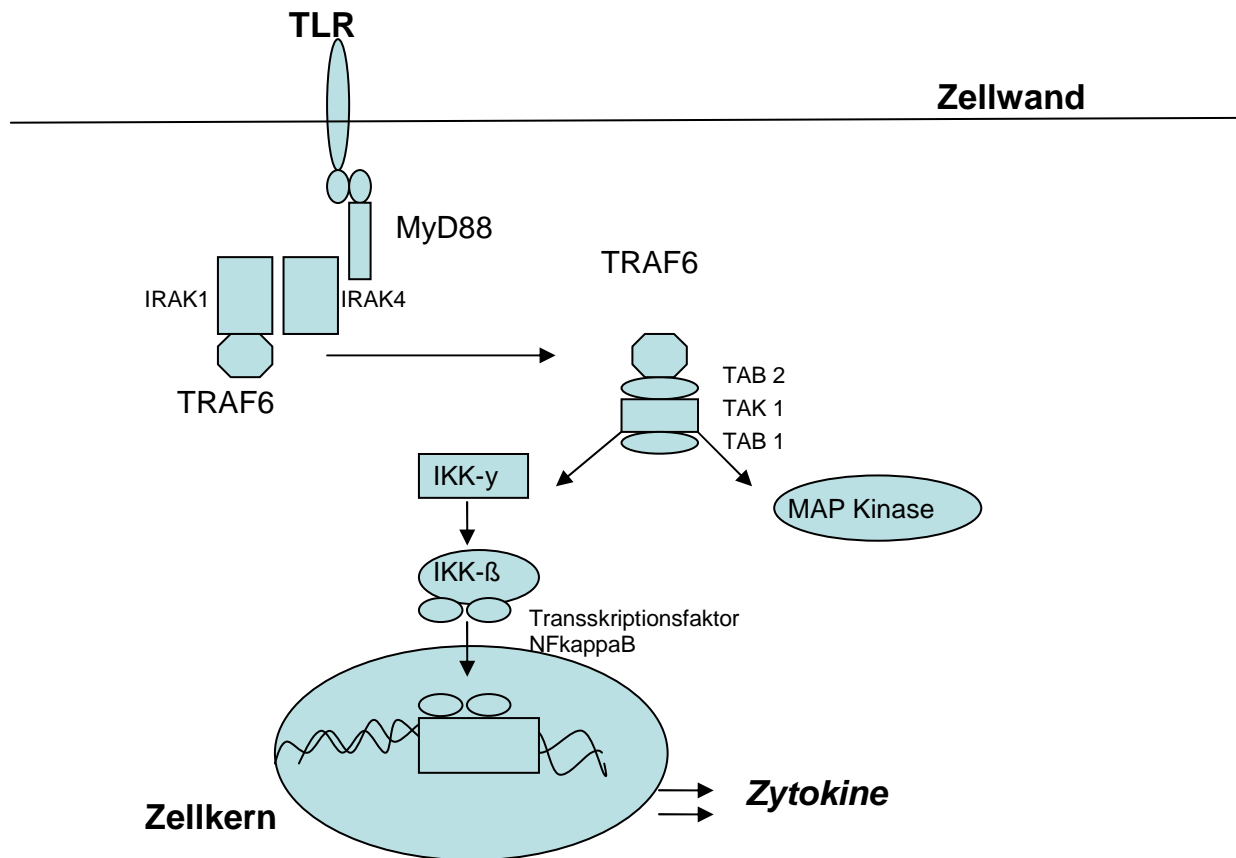 TLR
Zellwand
MyD88
TRAF6
IRAK1
IRAK4
TRAF6
TAB 2
TAK 1
TAB 1
IKK-y
MAP Kinase
IKK-ß
Transskriptionsfaktor
NFkappaB
Zytokine
Zellkern